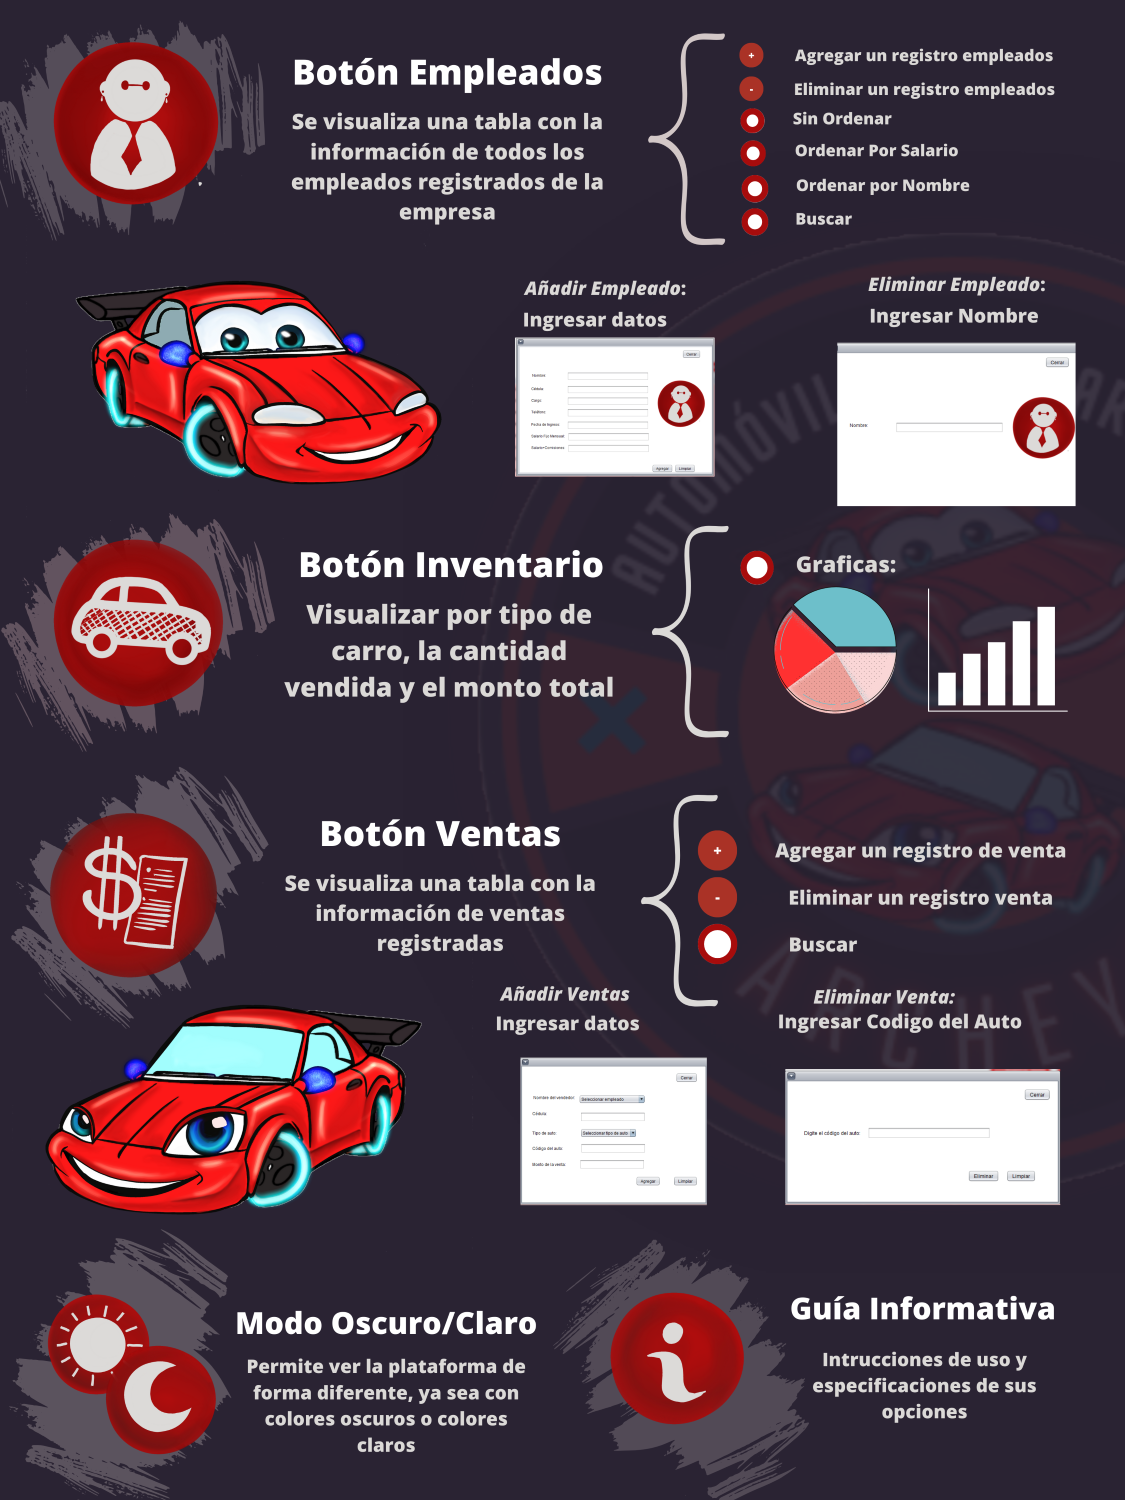 Botón Empleados
Se visualiza una tabla con la
información de todos los
empleados registrados de la
empresa
+ Agregar un registro empleados
- Eliminar un registro empleados
Sin Ordenar
Ordenar Por Salario
Ordenar por Nombre
Buscar
Añadir Empleado:
Ingresar datos
Cerrar
Nombre
Cédula
Cargo
Teléfono
Fecha de Ingreso
Salario Fijo Mensual
Salario+Comisiones
Agregar Limpiar
Eliminar Empleado:
Ingresar Nombre
Cerrar
Nombre
Botón Inventario
Visualizar por tipo de
carro, la cantidad
vendida y el monto total
Graficas:
Botón Ventas
Se visualiza una tabla con la
información de ventas
registradas
+ Agregar un registro de venta
- Eliminar un registro venta
Buscar
Añadir Ventas
Ingresar datos
Cerrar
Nombre del vendedor: Seleccionar empleado
Cédula
Tipo de auto: Seleccionar tipo de auto
Código del auto:
Monto de la venta:
Agregar Limpiar
Eliminar Venta:
Ingresar Codigo del Auto
Cerrar
Digite el código del auto:
Eliminar Limpiar
Modo Oscuro/Claro
Permite ver la plataforma de
forma diferente, ya sea con
colores oscuros o colores
claros
Guía Informativa
Intrucciones de uso y
especificaciones de sus
opciones